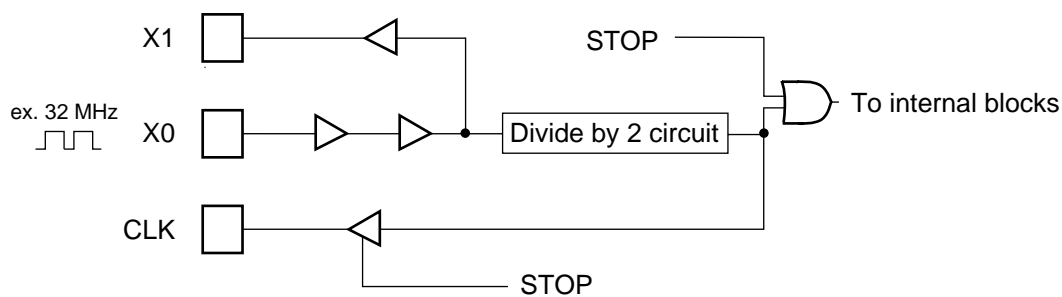 X1
STOP
ex. 32 MHz
X0
Divide by 2 circuit
To internal blocks
CLK
STOP